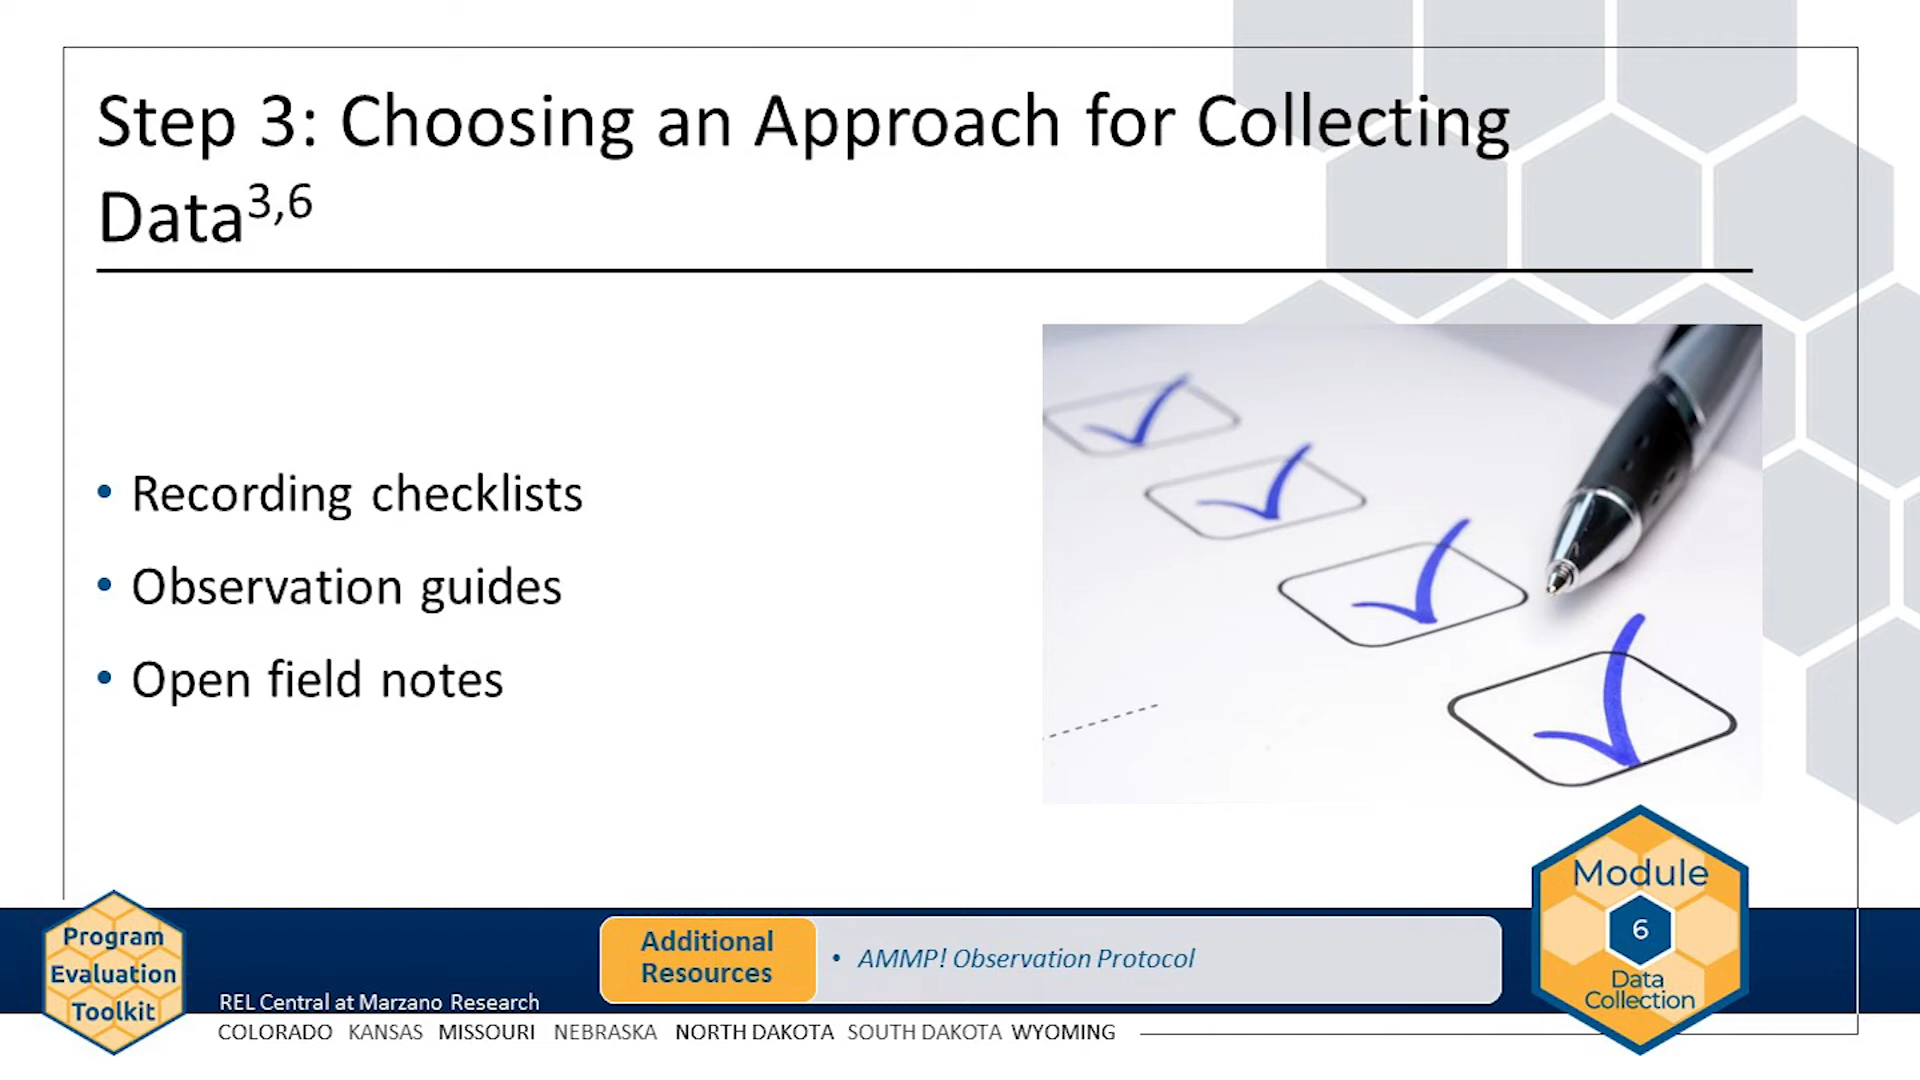 Step 3: Choosing an Approach for Collecting
Data3,6
• Recording checklists
• Observation guides
• Open field notes
Module
6
Data
Collection
Program
Evaluation
Toolkit
Additional
Resources
• AMMP! Observation Protocol
REL Central at Marzano Research
COLORADO KANSAS MISSOURI NEBRASKA NORTH DAKOTA SOUTH DAKOTA WYOMING